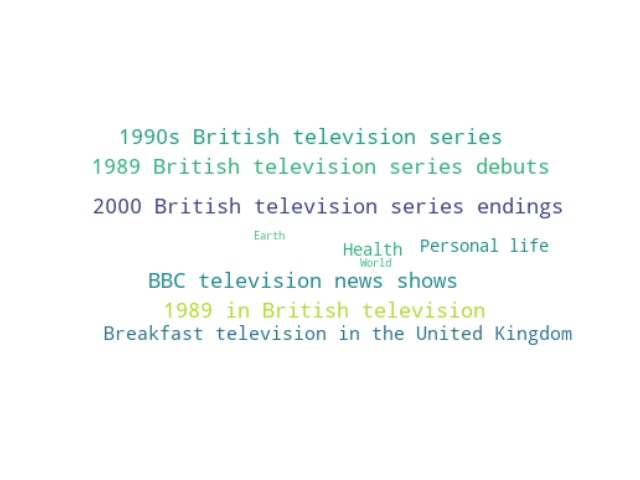 1990s British television series
1989 British television series debuts
2000 British television series endings
Earth
Health Personal life
World
BBC television news shows
1989 in British television
Breakfast television in the United Kingdom